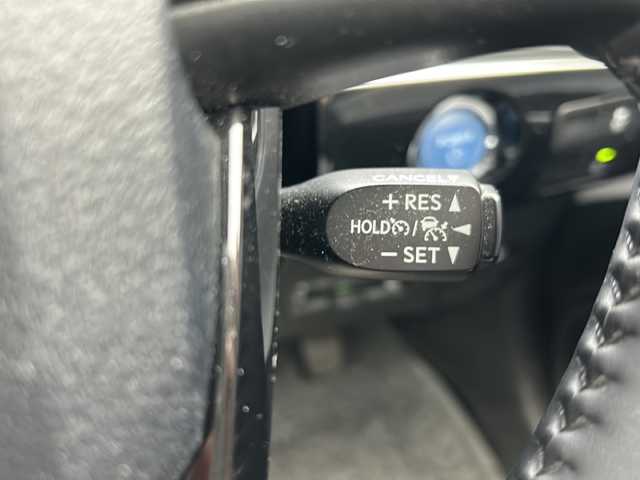 CANCEL▼
+ RES ▲
HOLD / ◄
− SET ▼